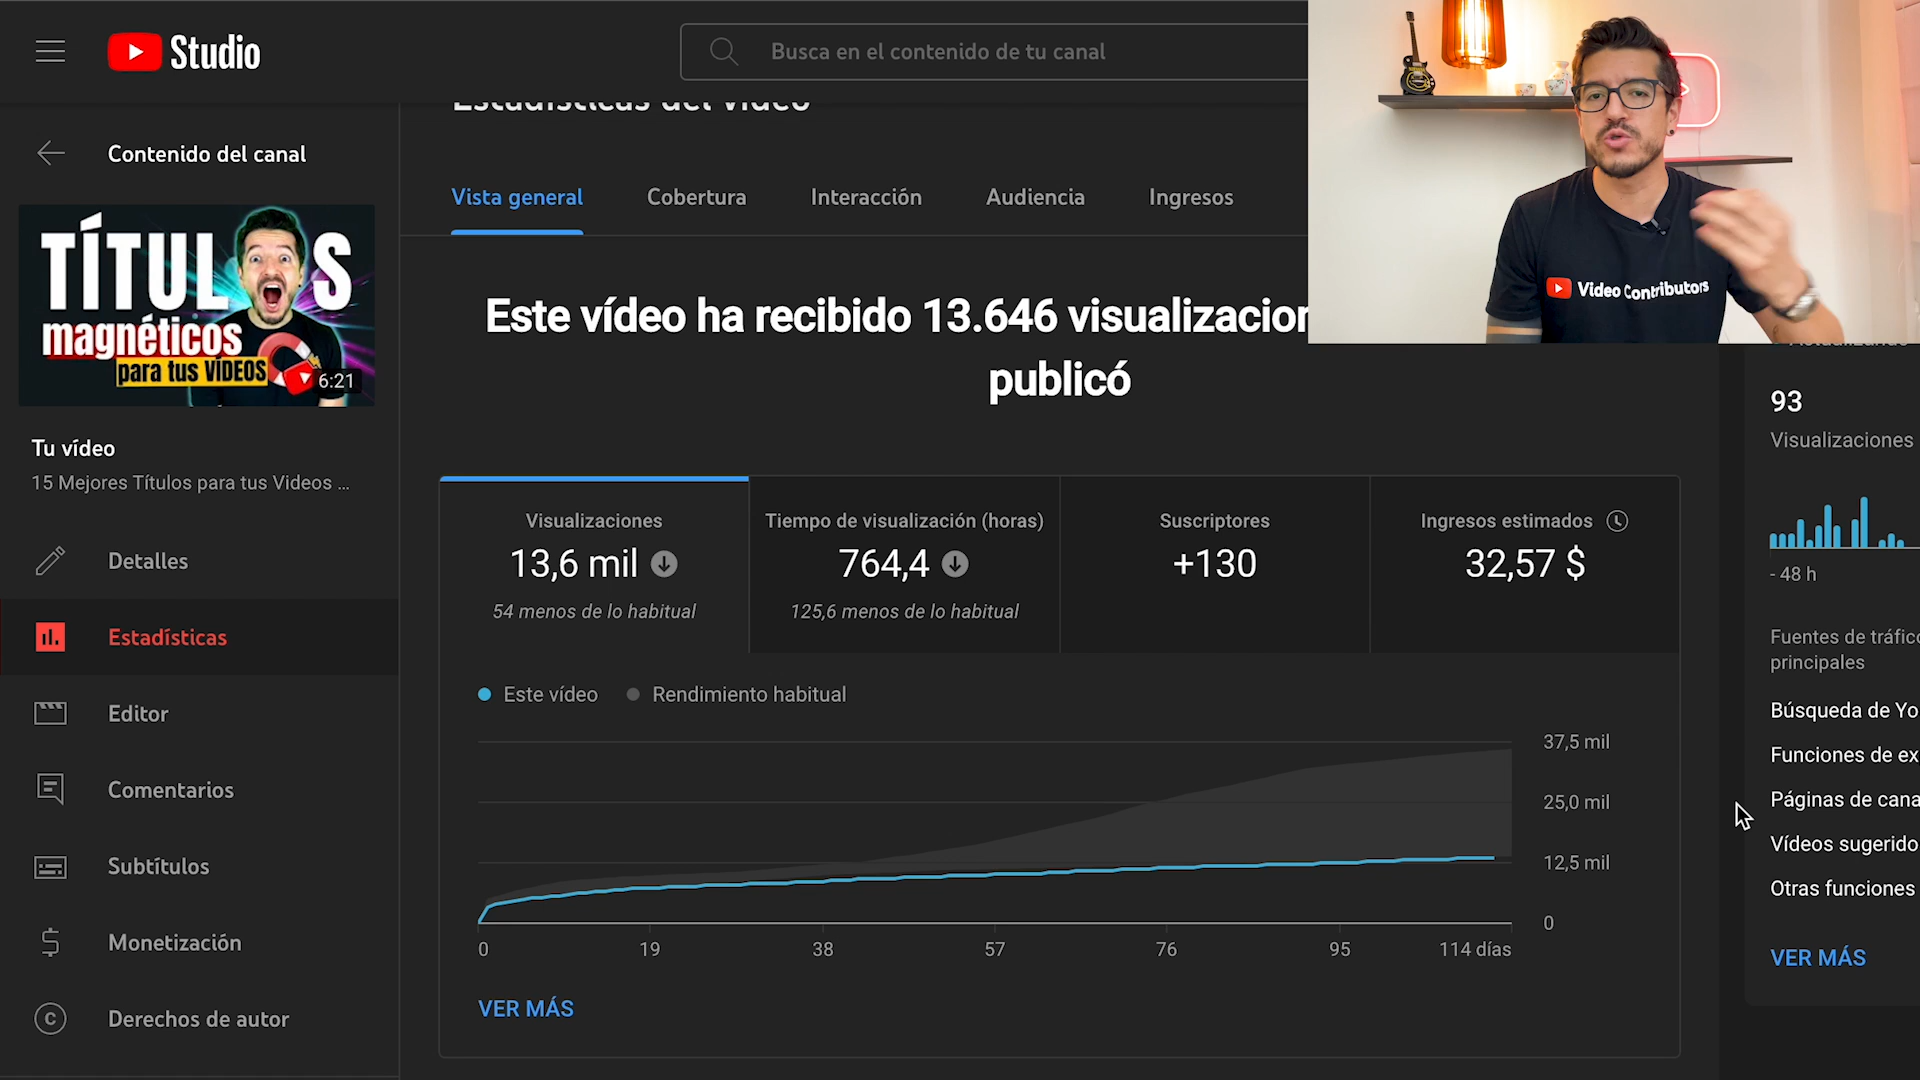 Studio
Busca en el contenido de tu canal
Estadísticas del vídeo
Contenido del canal
Vista general
Cobertura
Interacción
Audiencia
Ingresos
TÍTULOS
magnéticos
para tus VIDEOS
6:21
Este vídeo ha recibido 13.646 visualizacion
publicó
Video Contributors
Tu vídeo
15 Mejores Títulos para tus Videos ...
Detalles
Estadísticas
Editor
Comentarios
Subtítulos
Monetización
Derechos de autor
Visualizaciones
13,6 mil
54 menos de lo habitual
Tiempo de visualización (horas)
764,4
125,6 menos de lo habitual
Suscriptores
+130
Ingresos estimados
32,57 $
Este vídeo
Rendimiento habitual
37,5 mil
25,0 mil
12,5 mil
0
0
19
38
57
76
95
114 días
VER MÁS
93
Visualizaciones
- 48 h
Fuentes de tráfico
principales
Búsqueda de Yo
Funciones de ex
Páginas de cana
Vídeos sugerido
Otras funciones
VER MÁS